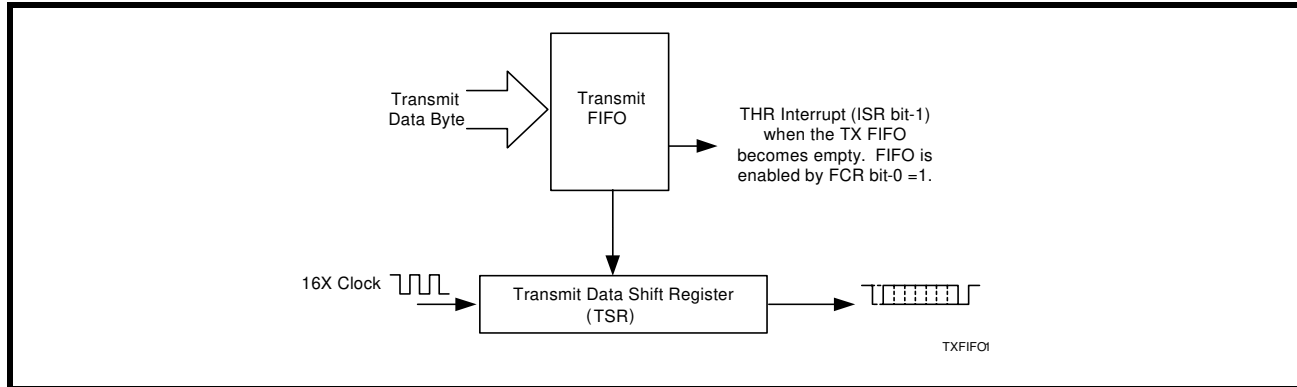 Transmit
Data Byte
Transmit
FIFO
THR Interrupt (ISR bit-1)
when the TX FIFO
becomes empty. FIFO is
enabled by FCR bit-0 =1.
16X Clock
Transmit Data Shift Register
(TSR)
TXFIFO1